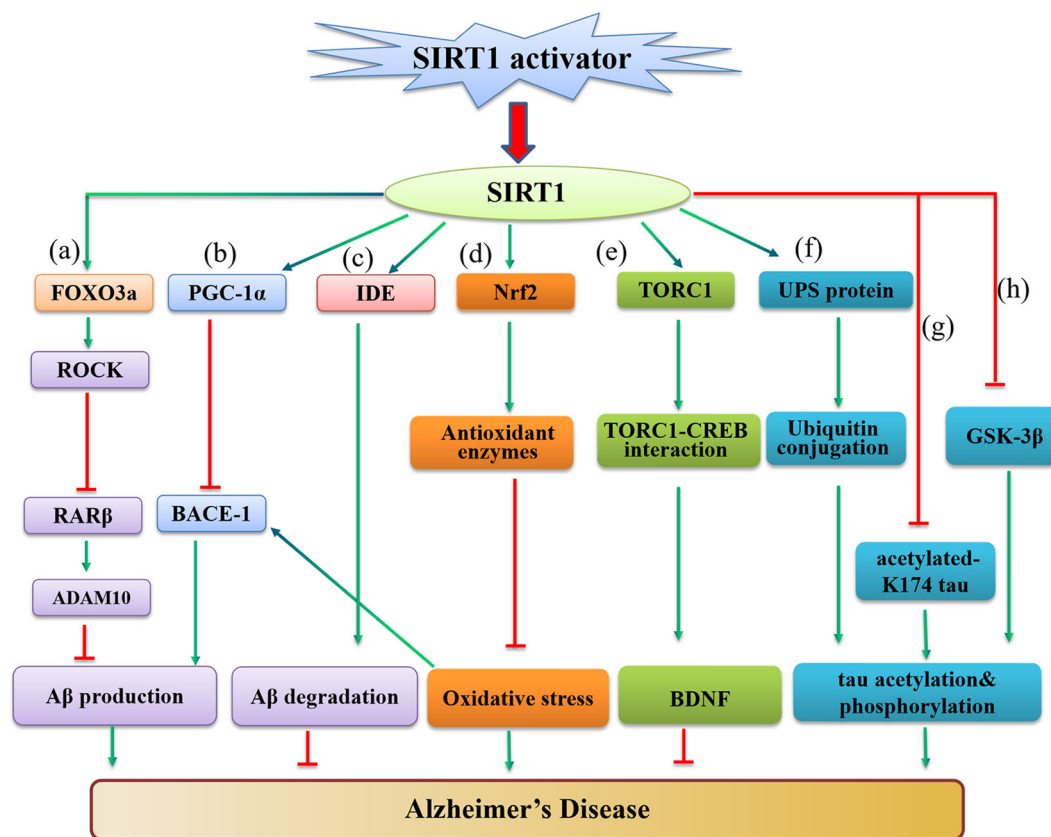 SIRT1 activator
SIRT1
(a)
(b)
(c)
(d)
(e)
(f)
(g)
(h)
FOXO3a
PGC-1α
IDE
Nrf2
TORC1
UPS protein
ROCK
Antioxidant
enzymes
TORC1-CREB
interaction
Ubiquitin
conjugation
GSK-3β
RARβ
BACE-1
acetylated-
K174 tau
ADAM10
Aβ production
Aβ degradation
Oxidative stress
BDNF
tau acetylation&
phosphorylation
Alzheimer's Disease